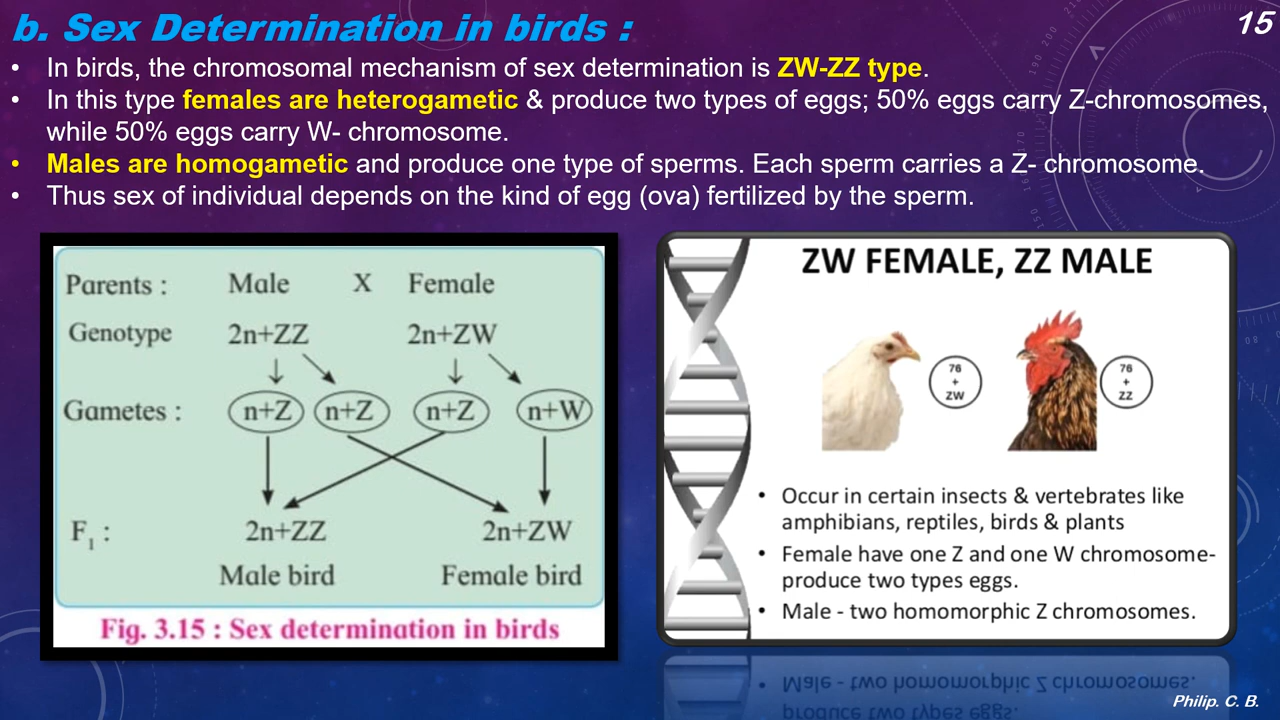 b. Sex Determination in birds :
15
• In birds, the chromosomal mechanism of sex determination is ZW-ZZ type.
• In this type females are heterogametic & produce two types of eggs; 50% eggs carry Z-chromosomes,
while 50% eggs carry W- chromosome.
• Males are homogametic and produce one type of sperms. Each sperm carries a Z- chromosome.
• Thus sex of individual depends on the kind of egg (ova) fertilized by the sperm.
Parents : Male X Female
Genotype 2n+ZZ 2n+ZW
Gametes : n+Z n+Z n+Z n+W
F1 : 2n+ZZ 2n+ZW
Male bird Female bird
Fig. 3.15 : Sex determination in birds
ZW FEMALE, ZZ MALE
76
+
ZW
76
+
ZZ
• Occur in certain insects & vertebrates like
amphibians, reptiles, birds & plants
• Female have one Z and one W chromosome-
produce two types eggs.
• Male - two homomorphic Z chromosomes.
Philip. C. B.